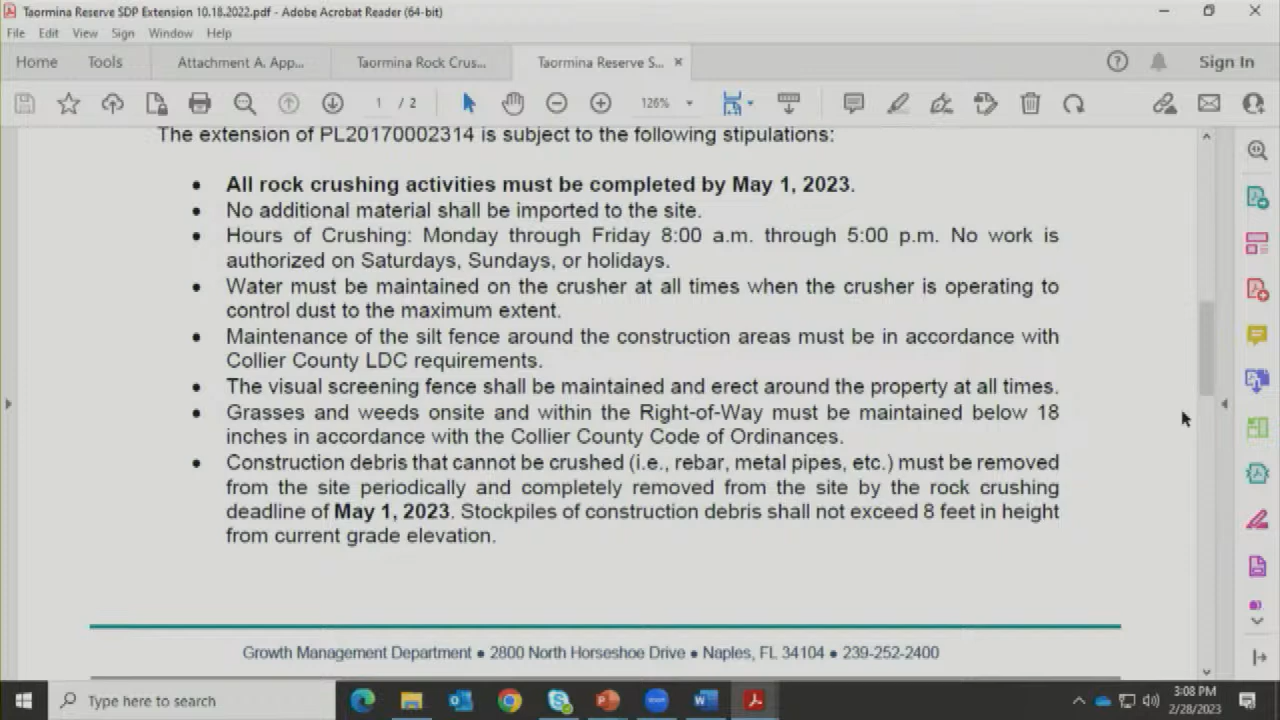 Taormina Reserve SDP Extension 10.18.2022.pdf - Adobe Acrobat Reader (64-bit)
File Edit View Sign Window Help
Home Tools Attachment A. App... Taormina Rock Crus... Taormina Reserve S... Sign In
1 / 2 126%
The extension of PL20170002314 is subject to the following stipulations:
• All rock crushing activities must be completed by May 1, 2023.
• No additional material shall be imported to the site.
• Hours of Crushing: Monday through Friday 8:00 a.m. through 5:00 p.m. No work is
authorized on Saturdays, Sundays, or holidays.
• Water must be maintained on the crusher at all times when the crusher is operating to
control dust to the maximum extent.
• Maintenance of the silt fence around the construction areas must be in accordance with
Collier County LDC requirements.
• The visual screening fence shall be maintained and erect around the property at all times.
• Grasses and weeds onsite and within the Right-of-Way must be maintained below 18
inches in accordance with the Collier County Code of Ordinances.
• Construction debris that cannot be crushed (i.e., rebar, metal pipes, etc.) must be removed
from the site periodically and completely removed from the site by the rock crushing
deadline of May 1, 2023. Stockpiles of construction debris shall not exceed 8 feet in height
from current grade elevation.
Growth Management Department • 2800 North Horseshoe Drive • Naples, FL 34104 • 239-252-2400
Type here to search
3:08 PM
2/28/2023